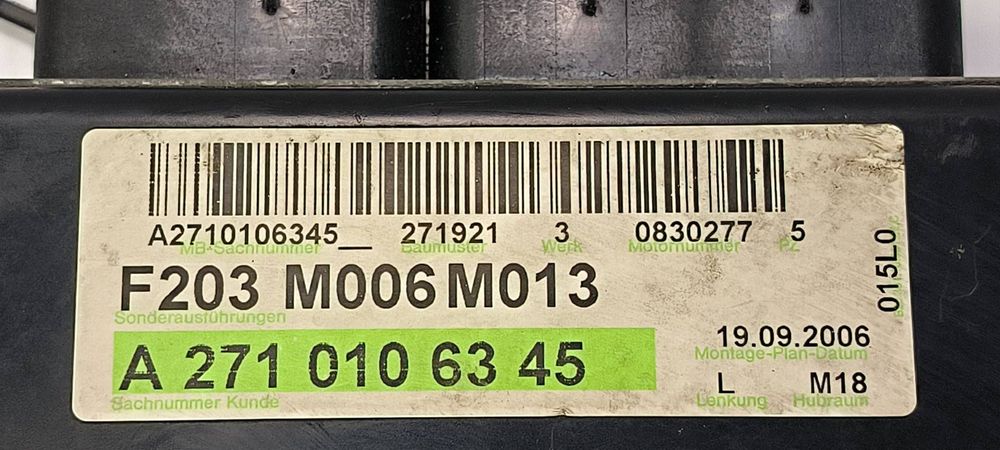 A2710106345__ 271921 3 0830277 5
MB-Sachnummer Baumuster Werk Motornummer PZ
F203 M006 M013
Sonderausführungen
A 271 010 63 45
Sachnummer Kunde
19.09.2006
Montage-Plan-Datum
L M18
Lenkung Hubraum
015L0